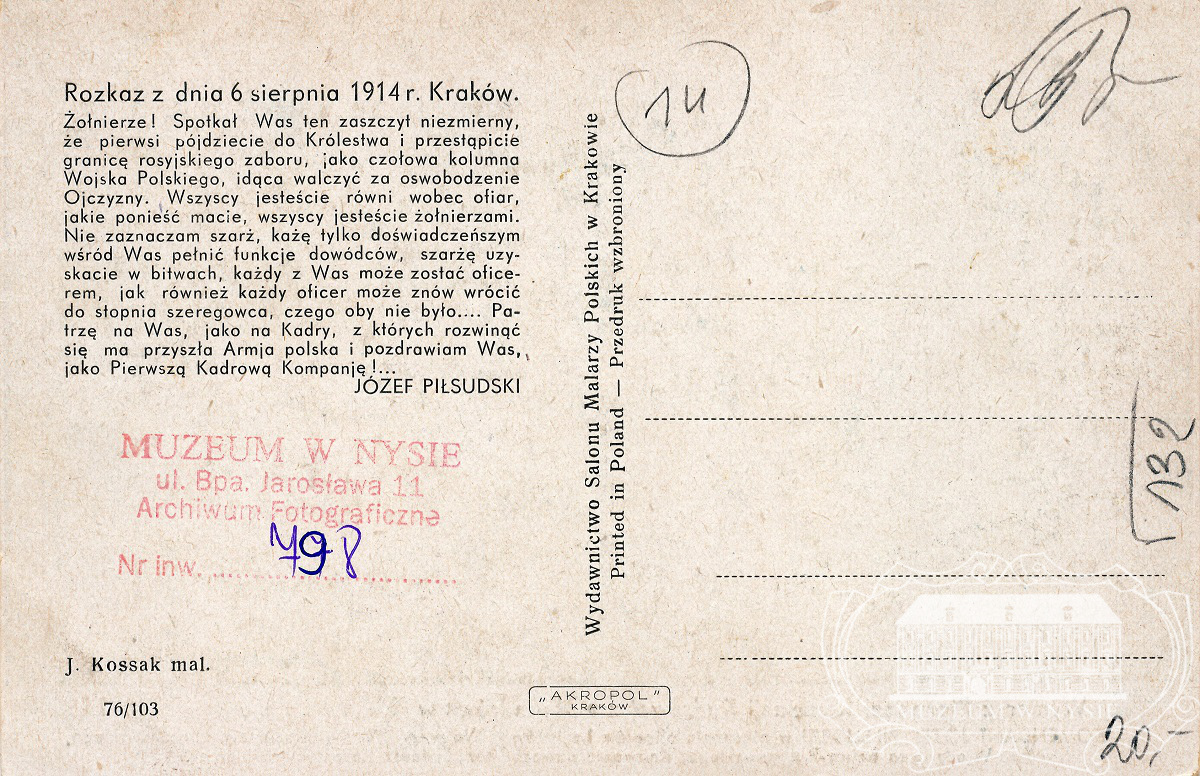 Rozkaz z dnia 6 sierpnia 1914 r. Kraków.
Żołnierze! Spotkał Was ten zaszczyt niezmierny,
że pierwsi pójdziecie do Królestwa i przestąpicie
granicę rosyjskiego zaboru, jako czołowa kolumna
Wojska Polskiego, idąca walczyć za oswobodzenie
Ojczyzny. Wszyscy jesteście równi wobec ofiar,
jakie ponieść macie, wszyscy jesteście żołnierzami.
Nie zaznaczam szarż, każę tylko doświadczeńszym
wśród Was pełnić funkcje dowódców, szarżę uzy-
skacie w bitwach, każdy z Was może zostać ofice-
rem, jak również każdy oficer może znów wrócić
do stopnia szeregowca, czego oby nie było.... Pa-
trzę na Was, jako na Kadry, z których rozwinąć
się ma przyszła Armja polska i pozdrawiam Was,
jako Pierwszą Kadrową Kompanję!...
JÓZEF PIŁSUDSKI
MUZEUM W NYSIE
ul. Bpa. Jarosława 11
Archiwum Fotograficzne
Nr inw. 798
J. Kossak mal.
76/103
Wydawnictwo Salonu Malarzy Polskich w Krakowie
Printed in Poland — Przedruk wzbroniony
„AKROPOL"
KRAKÓW
14
132
MUZEUM W NYSIE
20,-